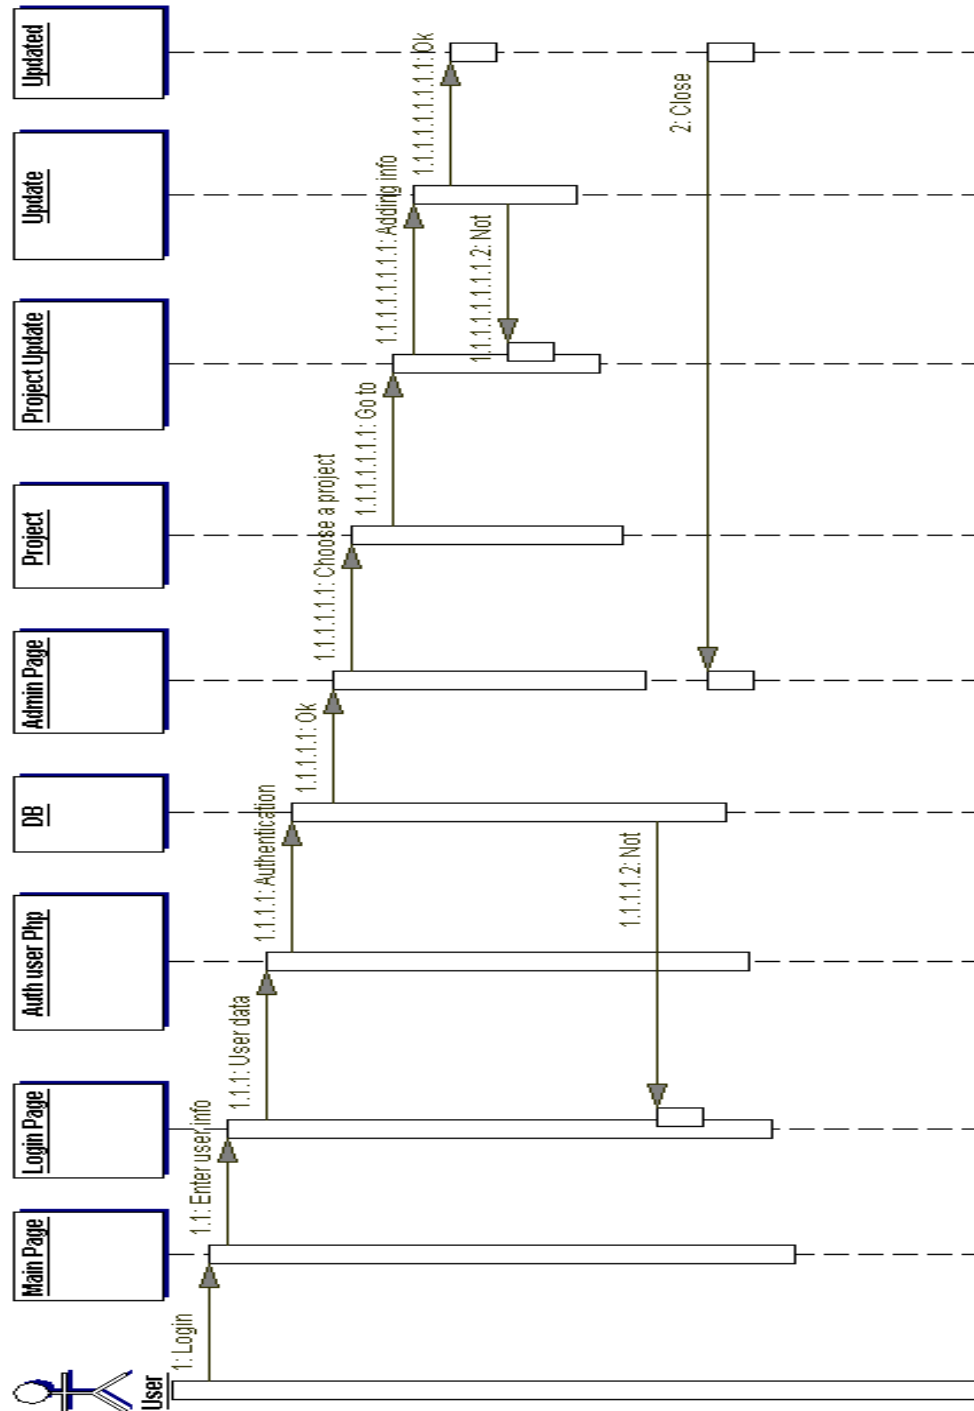 User
Main Page
Login Page
Auth user Php
DB
Admin Page
Project
Project Update
Update
Updated
1: Login
1.1: Enter user info
1.1.1: User data
1.1.1.1: Authentication
1.1.1.1.1: Ok
1.1.1.1.1.1: Choose a project
1.1.1.1.1.1.1: Go to
1.1.1.1.1.1.1.1: Adding info
1.1.1.1.1.1.1.1.1: Ok
1.1.1.1.1.1.1.1.2: Not
1.1.1.1.2: Not
2: Close